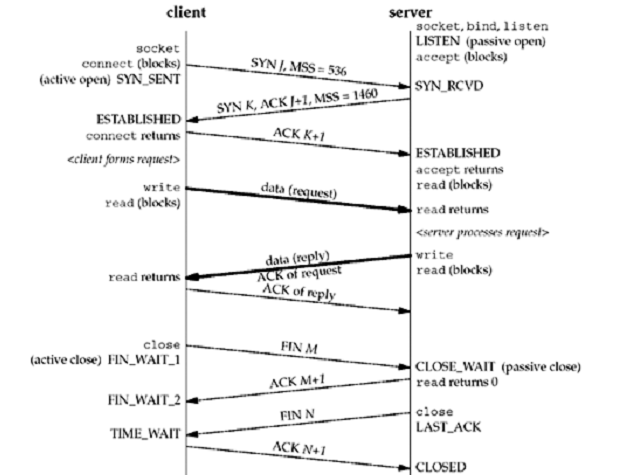 client
server
socket, bind, listen
LISTEN (passive open)
accept (blocks)
socket
connect (blocks)
(active open) SYN_SENT
SYN J, MSS = 536
SYN_RCVD
SYN K, ACK J+1, MSS = 1460
ESTABLISHED
connect returns
ACK K+1
<client forms request>
ESTABLISHED
accept returns
read (blocks)
write
read (blocks)
data (request)
read returns
<server processes request>
write
read (blocks)
data (reply)
ACK of request
read returns
ACK of reply
close
(active close) FIN_WAIT_1
FIN M
CLOSE_WAIT (passive close)
read returns 0
ACK M+1
FIN_WAIT_2
close
LAST_ACK
FIN N
TIME_WAIT
ACK N+1
CLOSED